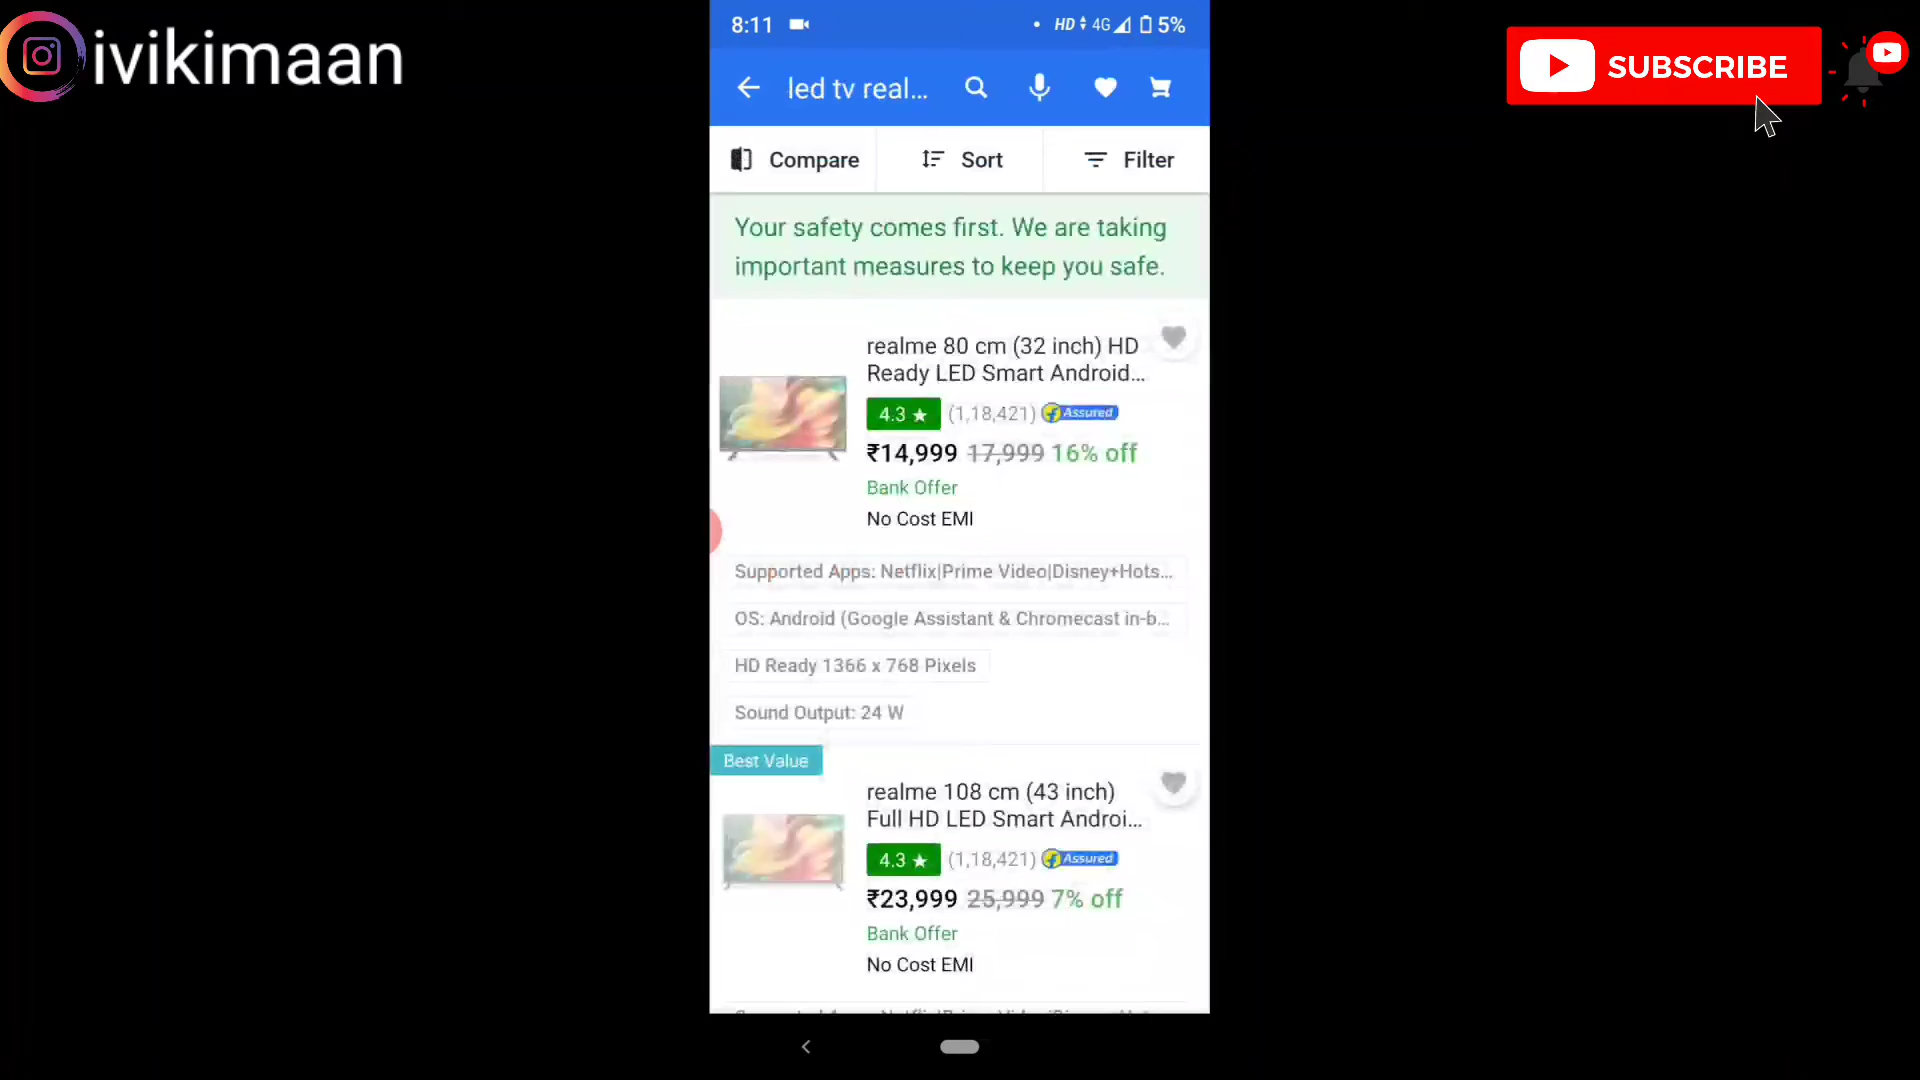 ivikimaan
SUBSCRIBE
8:11
HD 4G 5%
led tv real...
Compare
Sort
Filter
Your safety comes first. We are taking
important measures to keep you safe.
realme 80 cm (32 inch) HD
Ready LED Smart Android...
4.3 ★ (1,18,421) Assured
₹14,999 17,999 16% off
Bank Offer
No Cost EMI
Supported Apps: Netflix|Prime Video|Disney+Hots...
OS: Android (Google Assistant & Chromecast in-b...
HD Ready 1366 x 768 Pixels
Sound Output: 24 W
Best Value
realme 108 cm (43 inch)
Full HD LED Smart Androi...
4.3 ★ (1,18,421) Assured
₹23,999 25,999 7% off
Bank Offer
No Cost EMI